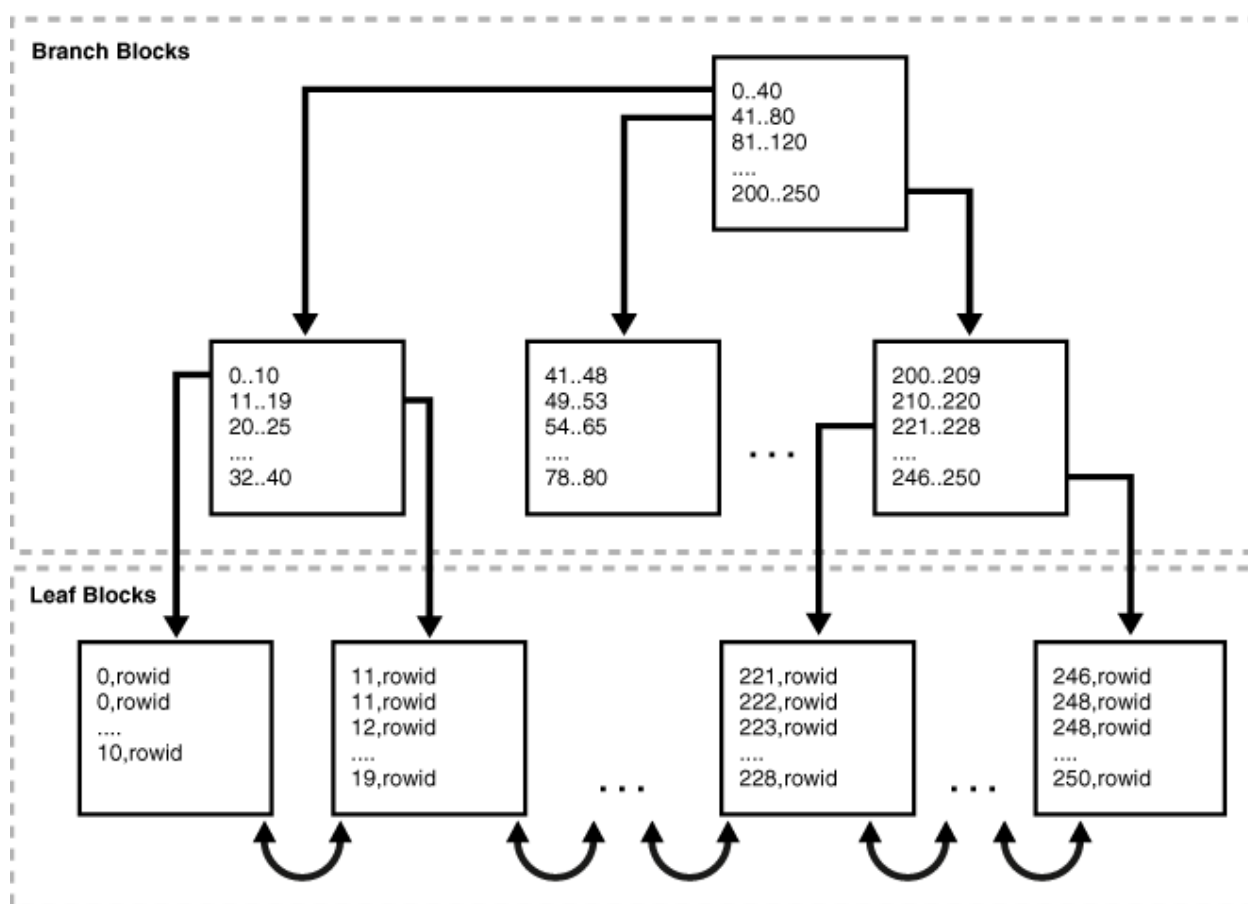 Branch Blocks
0..40
41..80
81..120
....
200..250
0..10
11..19
20..25
....
32..40
41..48
49..53
54..65
....
78..80
...
200..209
210..220
221..228
....
246..250
Leaf Blocks
0,rowid
0,rowid
....
10,rowid
11,rowid
11,rowid
12,rowid
....
19,rowid
...
221,rowid
222,rowid
223,rowid
....
228,rowid
...
246,rowid
248,rowid
248,rowid
....
250,rowid